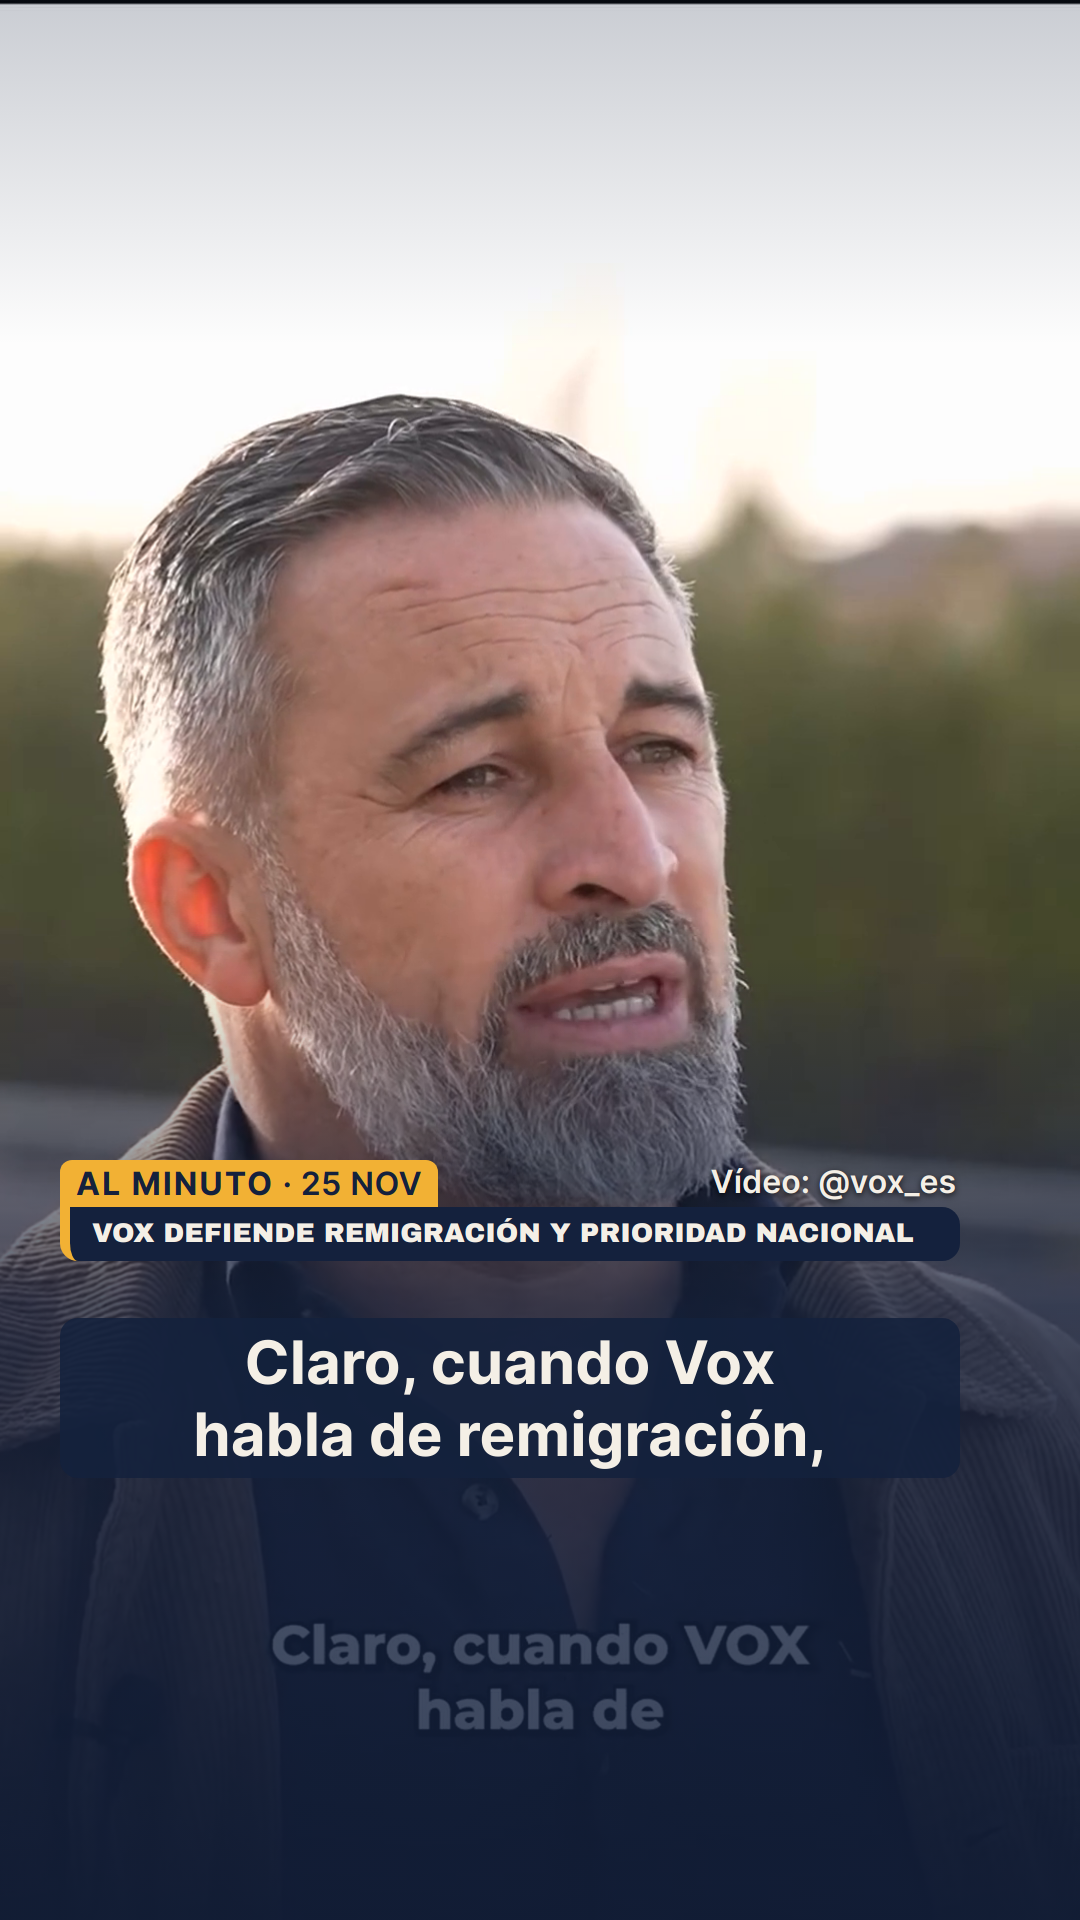 AL MINUTO · 25 NOV
Vídeo: @vox_es
VOX DEFIENDE REMIGRACIÓN Y PRIORIDAD NACIONAL
Claro, cuando Vox
habla de remigración,
Claro, cuando VOX
habla de